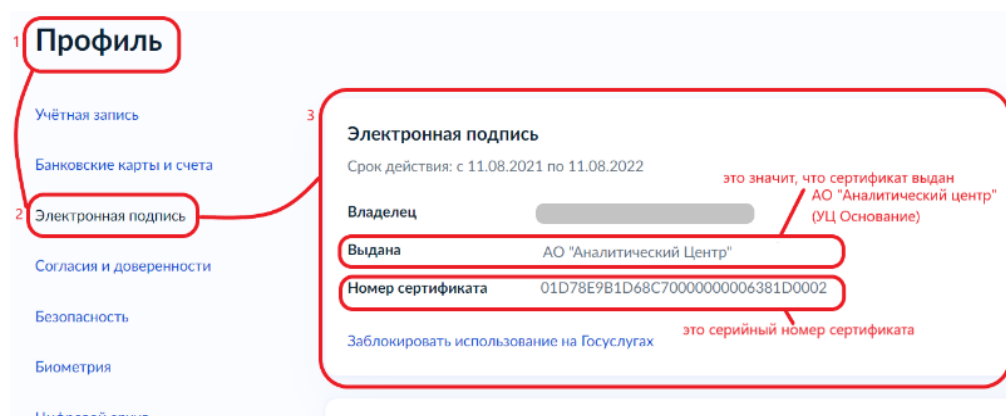 1 Профиль
Учётная запись
Банковские карты и счета
2 Электронная подпись
Согласия и доверенности
Безопасность
Биометрия
3
Электронная подпись
Срок действия: с 11.08.2021 по 11.08.2022
это значит, что сертификат выдан
АО "Аналитический центр"
(УЦ Основание)
Владелец
Выдана АО "Аналитический Центр"
Номер сертификата 01D78E9B1D68C70000000006381D0002
это серийный номер сертификата
Заблокировать использование на Госуслугах